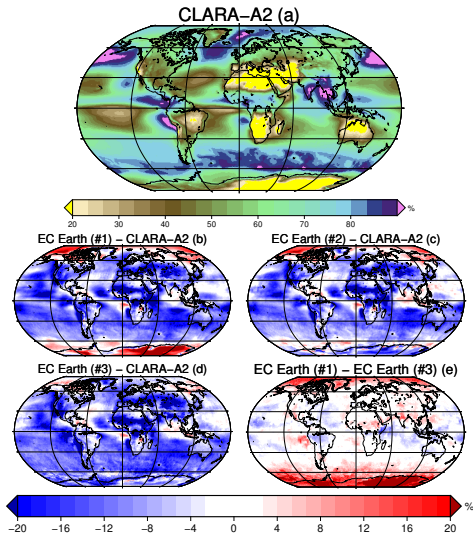 CLARA−A2 (a)
20 30 40 50 60 70 80 %
EC Earth (#1) − CLARA−A2 (b)
EC Earth (#2) − CLARA−A2 (c)
EC Earth (#3) − CLARA−A2 (d)
EC Earth (#1) − EC Earth (#3) (e)
−20 −16 −12 −8 −4 0 4 8 12 16 20 %